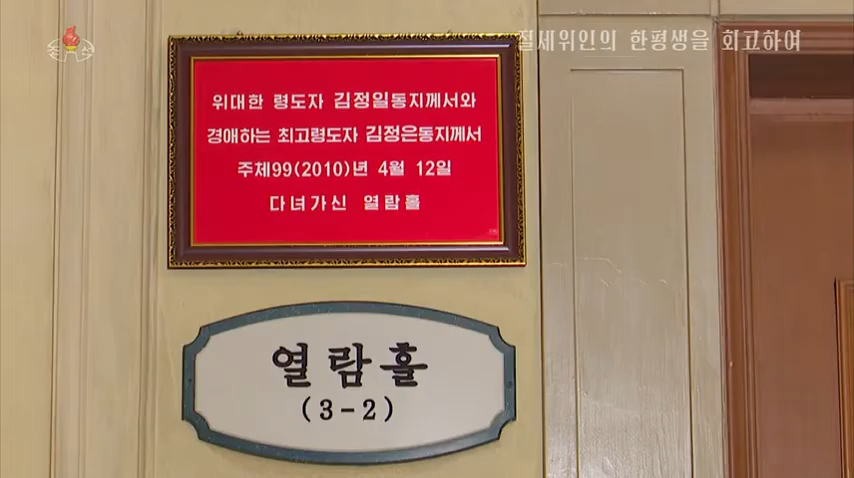 절세위인의 한평생을 회고하여
위대한 령도자 김정일동지께서와
경애하는 최고령도자 김정은동지께서
주체99(2010)년 4월 12일
다녀가신 열람홀
열람홀
(3-2)